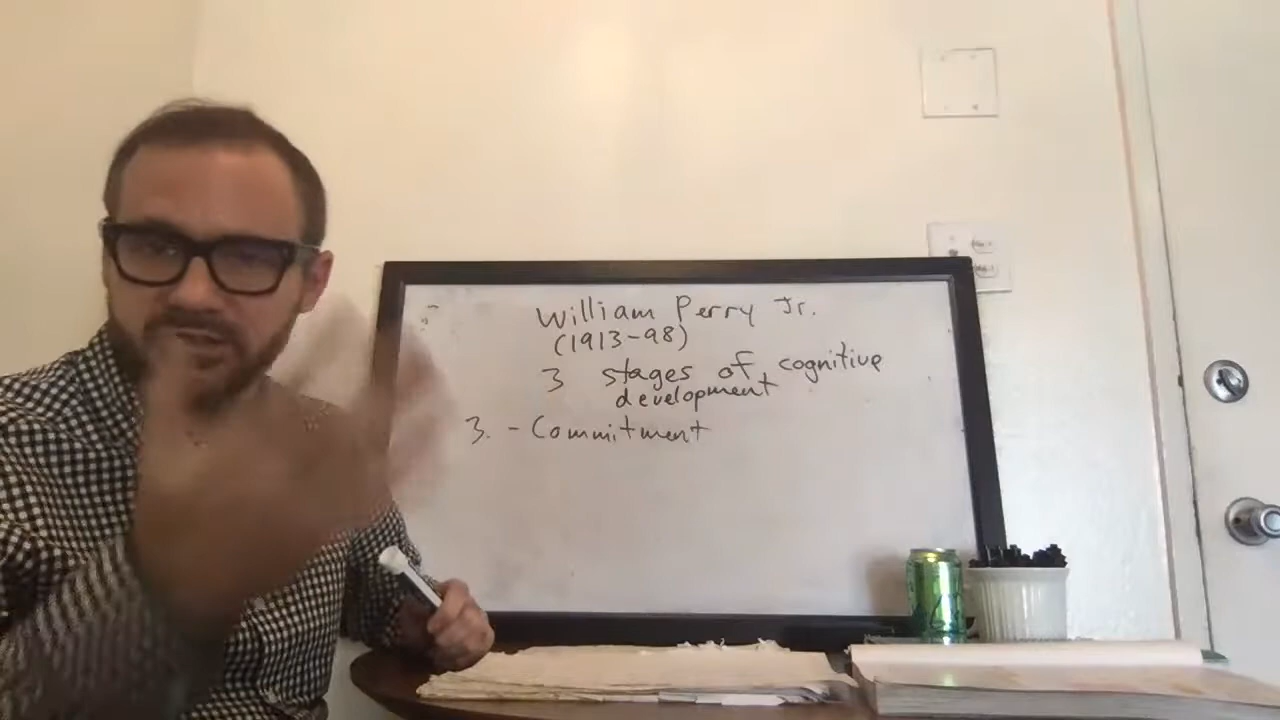 William Perry Jr.
(1913-98)
3 stages of cognitive
development
3. - Commitment